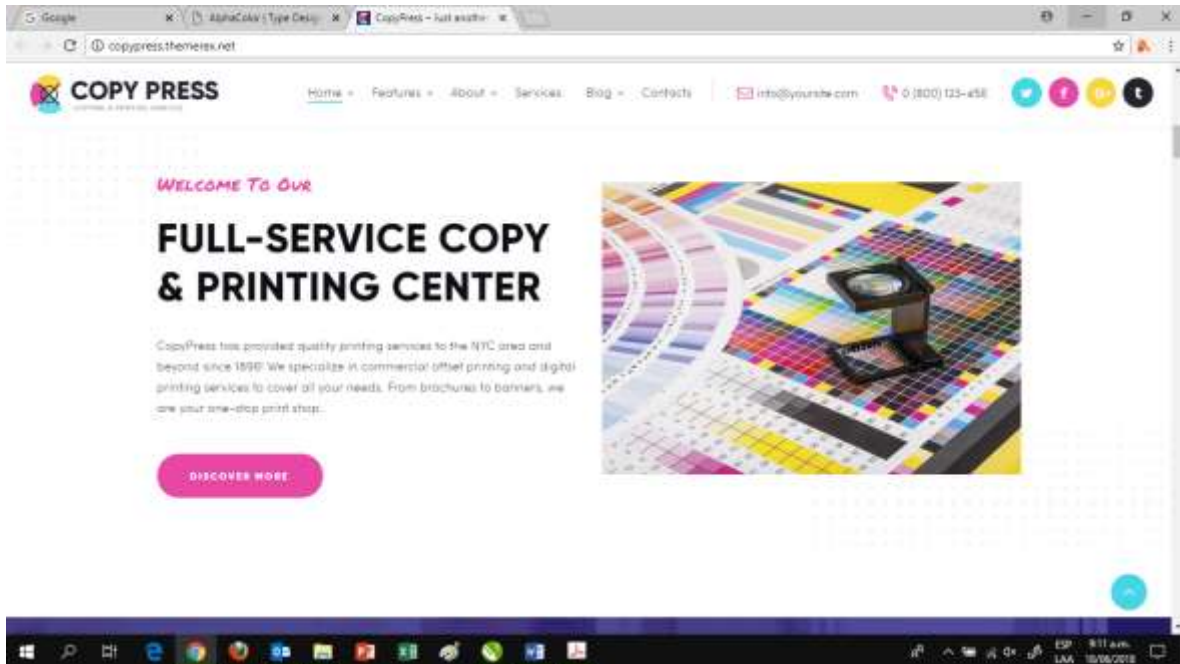 Google
AlphaColor | Type Desig
CopyPress – Just anothe
copypress.themerex.net
COPY PRESS
Home
Features
About
Services
Blog
Contacts
info@yoursite.com
0 (800) 123-456
t
WELCOME TO OUR
FULL-SERVICE COPY
& PRINTING CENTER
CopyPress has provided quality printing services to the NYC area and
beyond since We specialize in commercial offset printing and digital
printing services to cover all your needs. From brochures to banners, we
are your one-stop print shop.
DISCOVER MORE
ESP
LAA
9:11 a.m.
10/06/2018